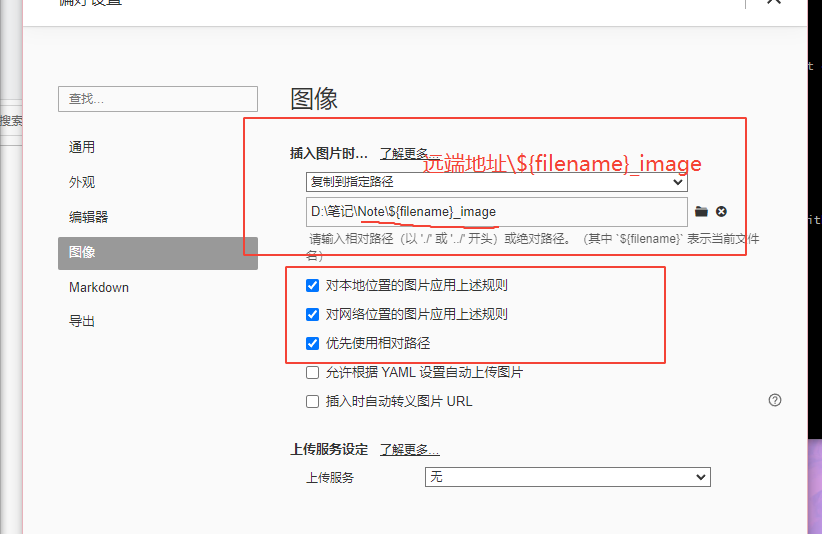 偏好设置
t
查找...
图像
搜索
通用
插入图片时... 了解更多...
远端地址\${filename}_image
外观
复制到指定路径
D:\笔记\Note\${filename}_image
编辑器
it
请输入相对路径（以 './' 或 '../' 开头）或绝对路径。（其中 `${filename}` 表示当前文件
名）
图像
对本地位置的图片应用上述规则
Markdown
对网络位置的图片应用上述规则
导出
优先使用相对路径
允许根据 YAML 设置自动上传图片
插入时自动转义图片 URL
上传服务设定 了解更多...
上传服务
无